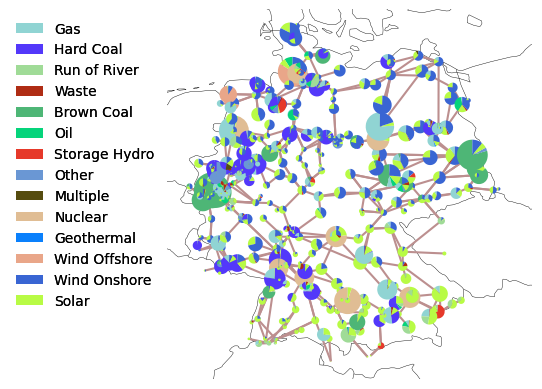 Gas
Hard Coal
Run of River
Waste
Brown Coal
Oil
Storage Hydro
Other
Multiple
Nuclear
Geothermal
Wind Offshore
Wind Onshore
Solar